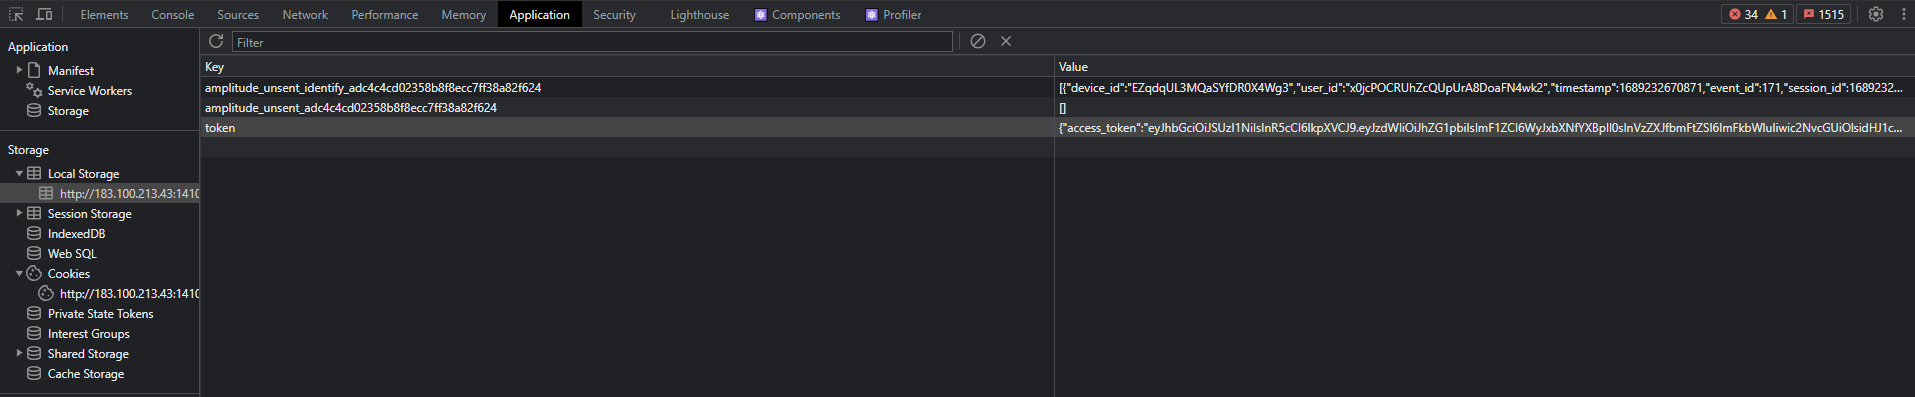 Elements Console Sources Network Performance Memory Application Security Lighthouse Components Profiler 34 1 1515
Application
Manifest
Service Workers
Storage
Storage
Local Storage
http://183.100.213.43:1410
Session Storage
IndexedDB
Web SQL
Cookies
http://183.100.213.43:1410
Private State Tokens
Interest Groups
Shared Storage
Cache Storage
Filter
Key Value
amplitude_unsent_identify_adc4c4cd02358b8f8ecc7ff38a82f624 [{"device_id":"EZqdqUL3MQaSYfDR0X4Wg3","user_id":"x0jcPOCRUhZcQUpUrA8DoaFN4wk2","timestamp":1689232670871,"event_id":171,"session_id":1689232...
amplitude_unsent_adc4c4cd02358b8f8ecc7ff38a82f624 []
token {"access_token":"eyJhbGciOiJSUzI1NiIsInR5cCI6IkpXVCJ9.eyJzdWIiOiJhZG1pbiIsImF1ZCI6WyJxbXNfYXBpIl0sInVzZXJfbmFtZSI6ImFkbWluIiwic2NvcGUiOlsidHJ1c...